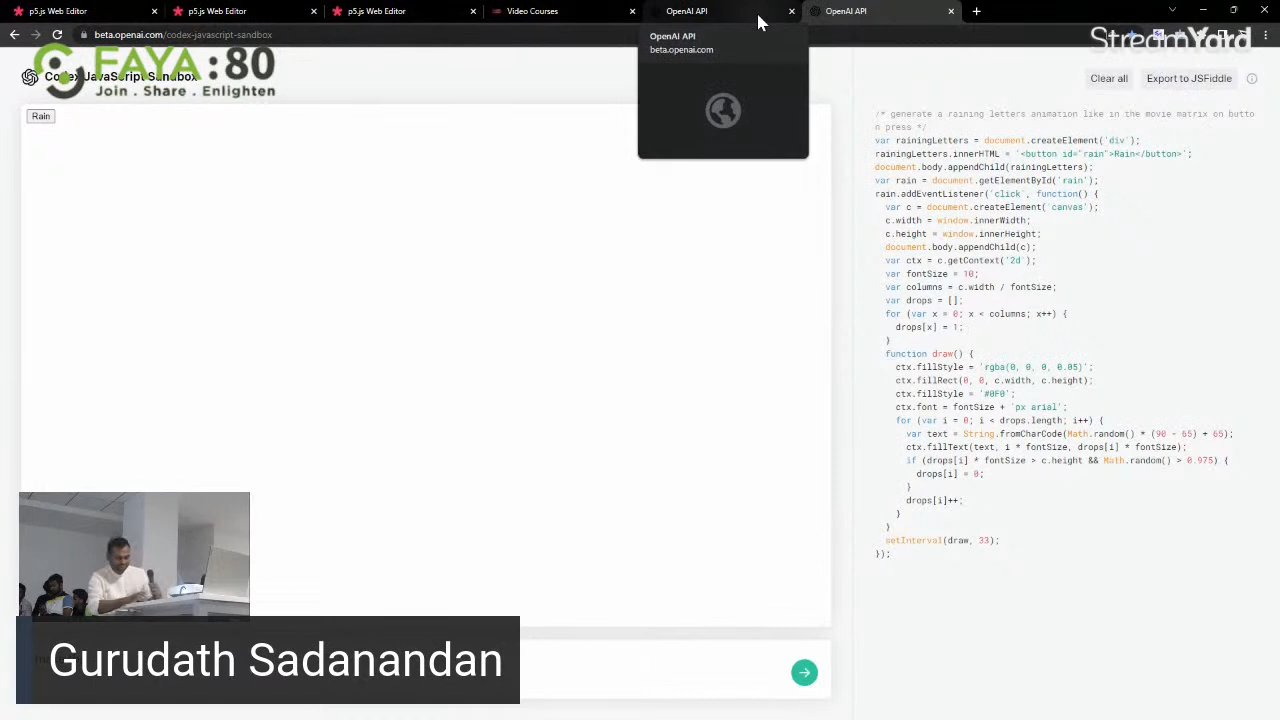 p5.js Web Editor
p5.js Web Editor
p5.js Web Editor
Video Courses
OpenAI API
OpenAI API
beta.openai.com/codex-javascript-sandbox
OpenAI API
beta.openai.com
StreamYard
FAYA:80
Join . Share . Enlighten
Codex JavaScript Sandbox
Clear all
Export to JSFiddle
Rain
/* generate a raining letters animation like in the movie matrix on butto
n press */
var rainingLetters = document.createElement('div');
rainingLetters.innerHTML = `<button id="rain">Rain</button>`;
document.body.appendChild(rainingLetters);
var rain = document.getElementById('rain');
rain.addEventListener('click', function() {
var c = document.createElement('canvas');
c.width = window.innerWidth;
c.height = window.innerHeight;
document.body.appendChild(c);
var ctx = c.getContext('2d');
var fontSize = 10;
var columns = c.width / fontSize;
var drops = [];
for (var x = 0; x < columns; x++) {
drops[x] = 1;
}
function draw() {
ctx.fillStyle = 'rgba(0, 0, 0, 0.05)';
ctx.fillRect(0, 0, c.width, c.height);
ctx.fillStyle = '#0F0';
ctx.font = fontSize + 'px arial';
for (var i = 0; i < drops.length; i++) {
var text = String.fromCharCode(Math.random() * (90 - 65) + 65);
ctx.fillText(text, i * fontSize, drops[i] * fontSize);
if (drops[i] * fontSize > c.height && Math.random() > 0.975) {
drops[i] = 0;
}
drops[i]++;
}
}
setInterval(draw, 33);
});
Gurudath Sadanandan